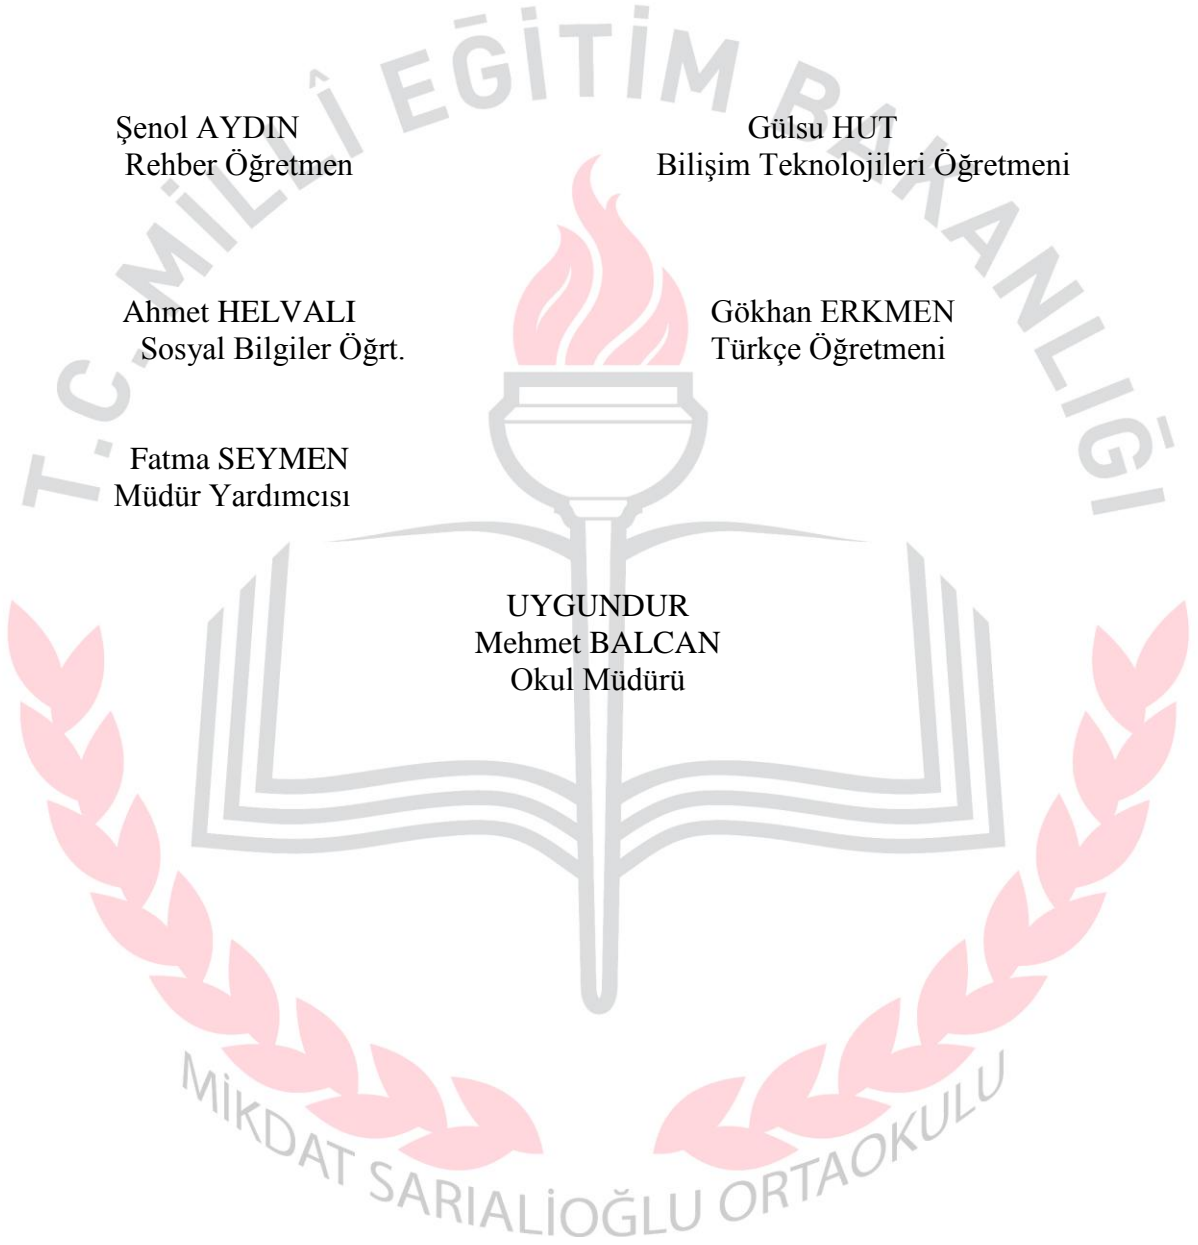 T.C. MİLLÎ EĞİTİM BAKANLIĞI
Şenol AYDIN
Gülsu HUT
Rehber Öğretmen
Bilişim Teknolojileri Öğretmeni
Ahmet HELVALI
Gökhan ERKMEN
Sosyal Bilgiler Öğrt.
Türkçe Öğretmeni
Fatma SEYMEN
Müdür Yardımcısı
UYGUNDUR
Mehmet BALCAN
Okul Müdürü
MİKDAT SARIALİOĞLU ORTAOKULU